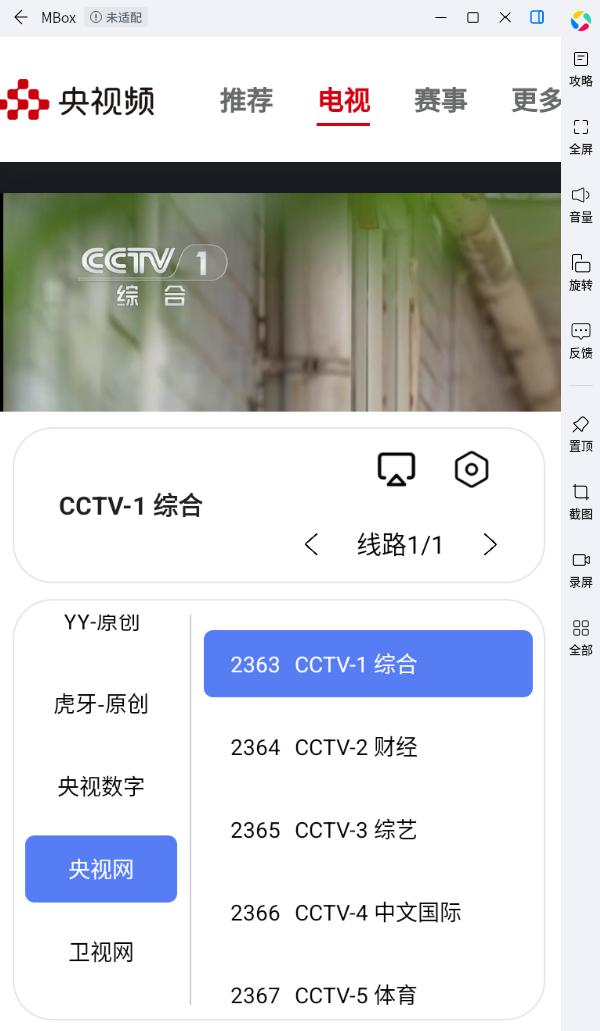 MBox
未适配
攻略
全屏
音量
旋转
反馈
置顶
截图
录屏
全部
央视频
推荐
电视
赛事
更多
CCTV 1
综 合
CCTV-1 综合
线路1/1
YY-原创
虎牙-原创
央视数字
央视网
卫视网
2363 CCTV-1 综合
2364 CCTV-2 财经
2365 CCTV-3 综艺
2366 CCTV-4 中文国际
2367 CCTV-5 体育